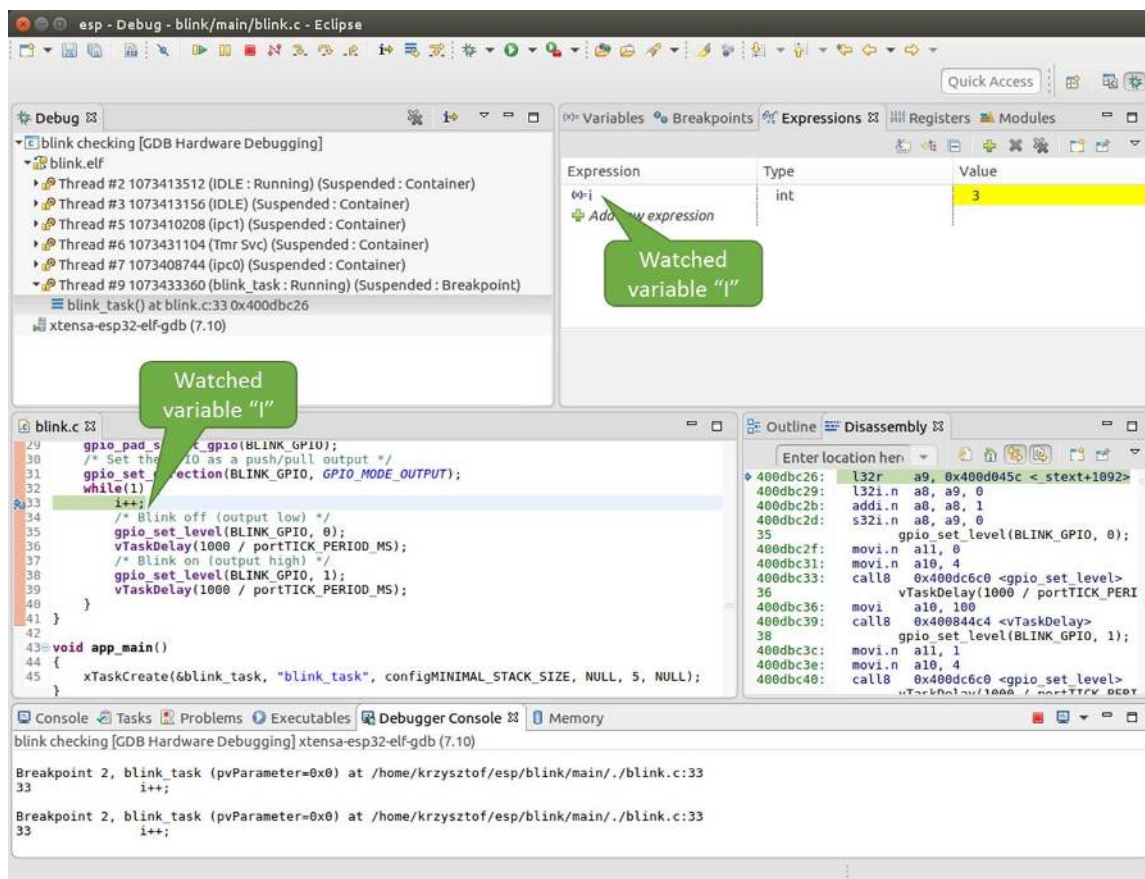 esp - Debug - blink/main/blink.c - Eclipse
Quick Access
Debug
blink checking [GDB Hardware Debugging]
blink.elf
Thread #2 1073413512 (IDLE : Running) (Suspended : Container)
Thread #3 1073413156 (IDLE) (Suspended : Container)
Thread #5 1073410208 (ipc1) (Suspended : Container)
Thread #6 1073431104 (Tmr Svc) (Suspended : Container)
Thread #7 1073408744 (ipc0) (Suspended : Container)
Thread #9 1073433360 (blink_task : Running) (Suspended : Breakpoint)
blink_task() at blink.c:33 0x400dbc26
xtensa-esp32-elf-gdb (7.10)
Watched
variable "I"
(x)= Variables Breakpoints Expressions Registers Modules
Expression Type Value
(x)= i int 3
Add expression
Watched
variable "I"
blink.c
29 gpio_pad_s t_gpio(BLINK_GPIO);
30 /* Set the IO as a push/pull output */
31 gpio_set_ rection(BLINK_GPIO, GPIO_MODE_OUTPUT);
32 while(1)
33 i++;
34 /* Blink off (output low) */
35 gpio_set_level(BLINK_GPIO, 0);
36 vTaskDelay(1000 / portTICK_PERIOD_MS);
37 /* Blink on (output high) */
38 gpio_set_level(BLINK_GPIO, 1);
39 vTaskDelay(1000 / portTICK_PERIOD_MS);
40 }
41 }
42
43 void app_main()
44 {
45 xTaskCreate(&blink_task, "blink_task", configMINIMAL_STACK_SIZE, NULL, 5, NULL);
}
Outline Disassembly
Enter location her
400dbc26: l32r a9, 0x400d045c <_stext+1092>
400dbc29: l32i.n a8, a9, 0
400dbc2b: addi.n a8, a8, 1
400dbc2d: s32i.n a8, a9, 0
35 gpio_set_level(BLINK_GPIO, 0);
400dbc2f: movi.n a11, 0
400dbc31: movi.n a10, 4
400dbc33: call8 0x400dc6c0 <gpio_set_level>
36 vTaskDelay(1000 / portTICK_PERI
400dbc36: movi a10, 100
400dbc39: call8 0x400844c4 <vTaskDelay>
38 gpio_set_level(BLINK_GPIO, 1);
400dbc3c: movi.n a11, 1
400dbc3e: movi.n a10, 4
400dbc40: call8 0x400dc6c0 <gpio_set_level>
vTaskDelay(1000 / portTICK_PERI
Console Tasks Problems Executables Debugger Console Memory
blink checking [GDB Hardware Debugging] xtensa-esp32-elf-gdb (7.10)
Breakpoint 2, blink_task (pvParameter=0x0) at /home/krzysztof/esp/blink/main/./blink.c:33
33 i++;
Breakpoint 2, blink_task (pvParameter=0x0) at /home/krzysztof/esp/blink/main/./blink.c:33
33 i++;